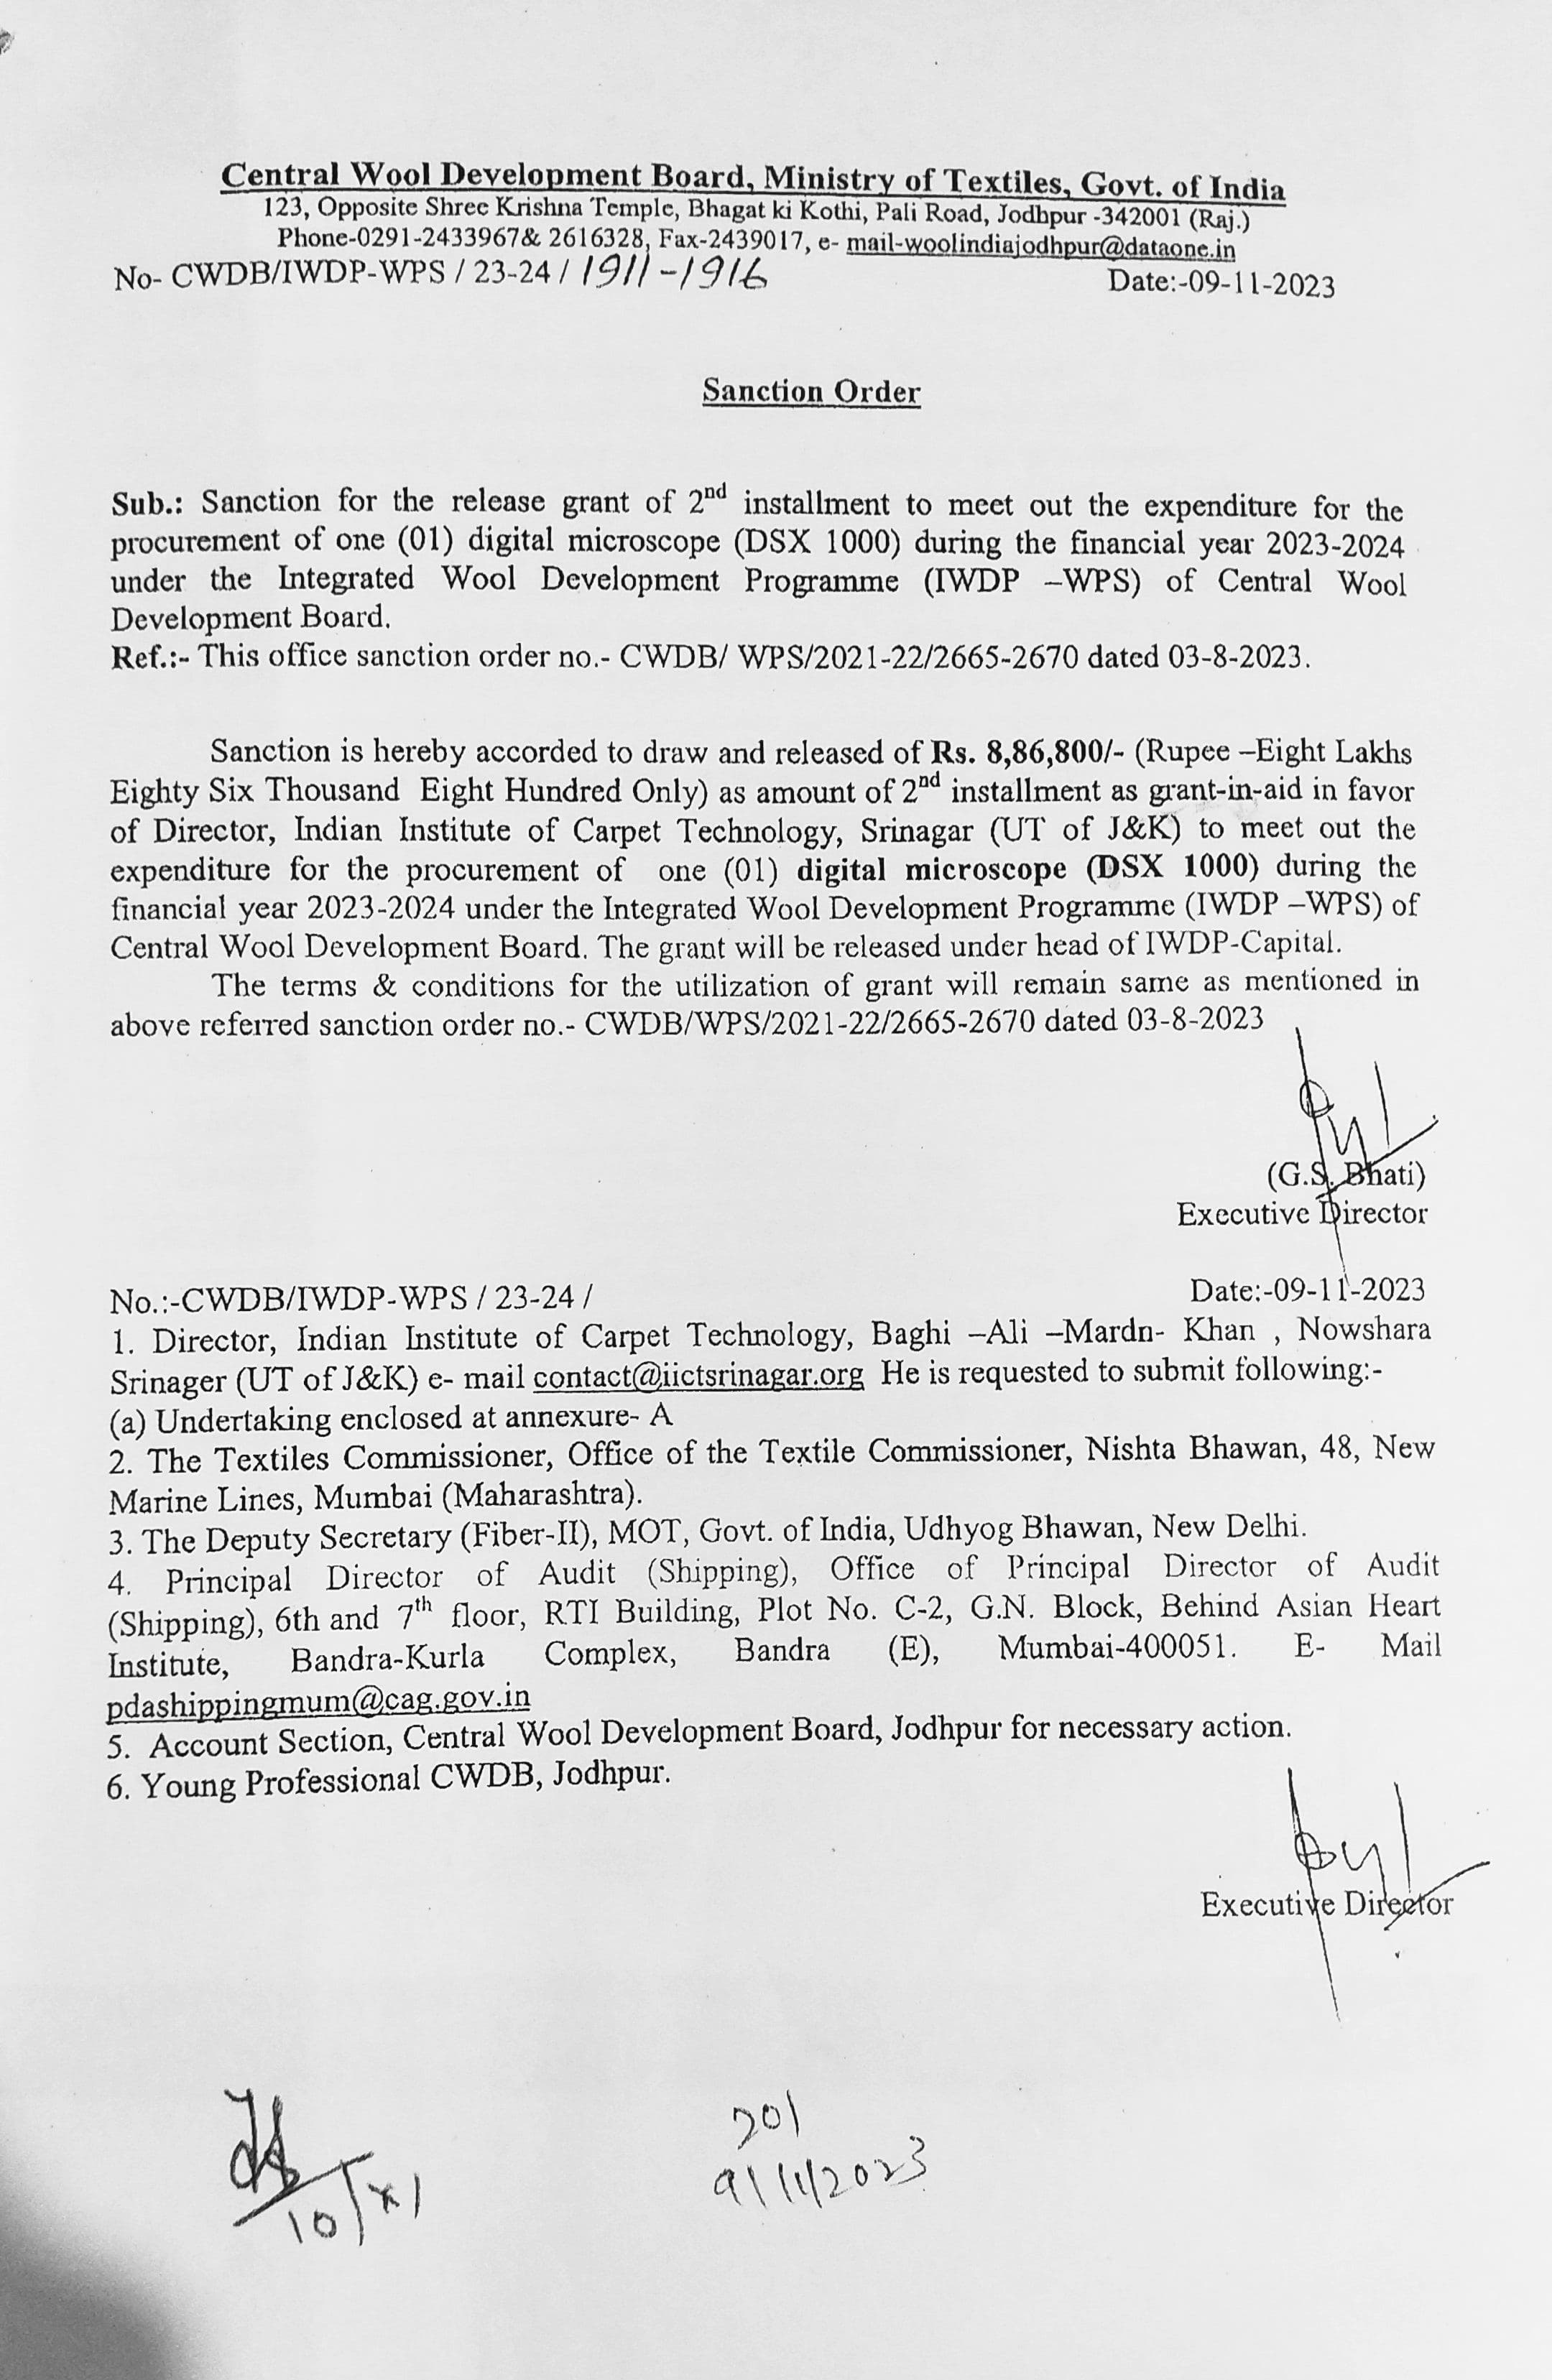 Central Wool Development Board, Ministry of Textiles, Govt. of India
123, Opposite Shree Krishna Temple, Bhagat ki Kothi, Pali Road, Jodhpur -342001 (Raj.)
Phone-0291-2433967& 2616328, Fax-2439017, e- mail-woolindiajodhpur@dataone.in
No- CWDB/IWDP-WPS / 23-24 / 1911-1916 Date:-09-11-2023
Sanction Order
Sub.: Sanction for the release grant of 2nd installment to meet out the expenditure for the
procurement of one (01) digital microscope (DSX 1000) during the financial year 2023-2024
under the Integrated Wool Development Programme (IWDP –WPS) of Central Wool
Development Board.
Ref.:- This office sanction order no.- CWDB/ WPS/2021-22/2665-2670 dated 03-8-2023.
Sanction is hereby accorded to draw and released of Rs. 8,86,800/- (Rupee –Eight Lakhs
Eighty Six Thousand Eight Hundred Only) as amount of 2nd installment as grant-in-aid in favor
of Director, Indian Institute of Carpet Technology, Srinagar (UT of J&K) to meet out the
expenditure for the procurement of one (01) digital microscope (DSX 1000) during the
financial year 2023-2024 under the Integrated Wool Development Programme (IWDP –WPS) of
Central Wool Development Board. The grant will be released under head of IWDP-Capital.
The terms & conditions for the utilization of grant will remain same as mentioned in
above referred sanction order no.- CWDB/WPS/2021-22/2665-2670 dated 03-8-2023
(G.S. Bhati)
Executive Director
No.:-CWDB/IWDP-WPS / 23-24 / Date:-09-11-2023
1. Director, Indian Institute of Carpet Technology, Baghi –Ali –Mardn- Khan , Nowshara
Srinager (UT of J&K) e- mail contact@iictsrinagar.org He is requested to submit following:-
(a) Undertaking enclosed at annexure- A
2. The Textiles Commissioner, Office of the Textile Commissioner, Nishta Bhawan, 48, New
Marine Lines, Mumbai (Maharashtra).
3. The Deputy Secretary (Fiber-II), MOT, Govt. of India, Udhyog Bhawan, New Delhi.
4. Principal Director of Audit (Shipping), Office of Principal Director of Audit
(Shipping), 6th and 7th floor, RTI Building, Plot No. C-2, G.N. Block, Behind Asian Heart
Institute, Bandra-Kurla Complex, Bandra (E), Mumbai-400051. E- Mail
pdashippingmum@cag.gov.in
5. Account Section, Central Wool Development Board, Jodhpur for necessary action.
6. Young Professional CWDB, Jodhpur.
Executive Director
201
9/11/2023
10/XI